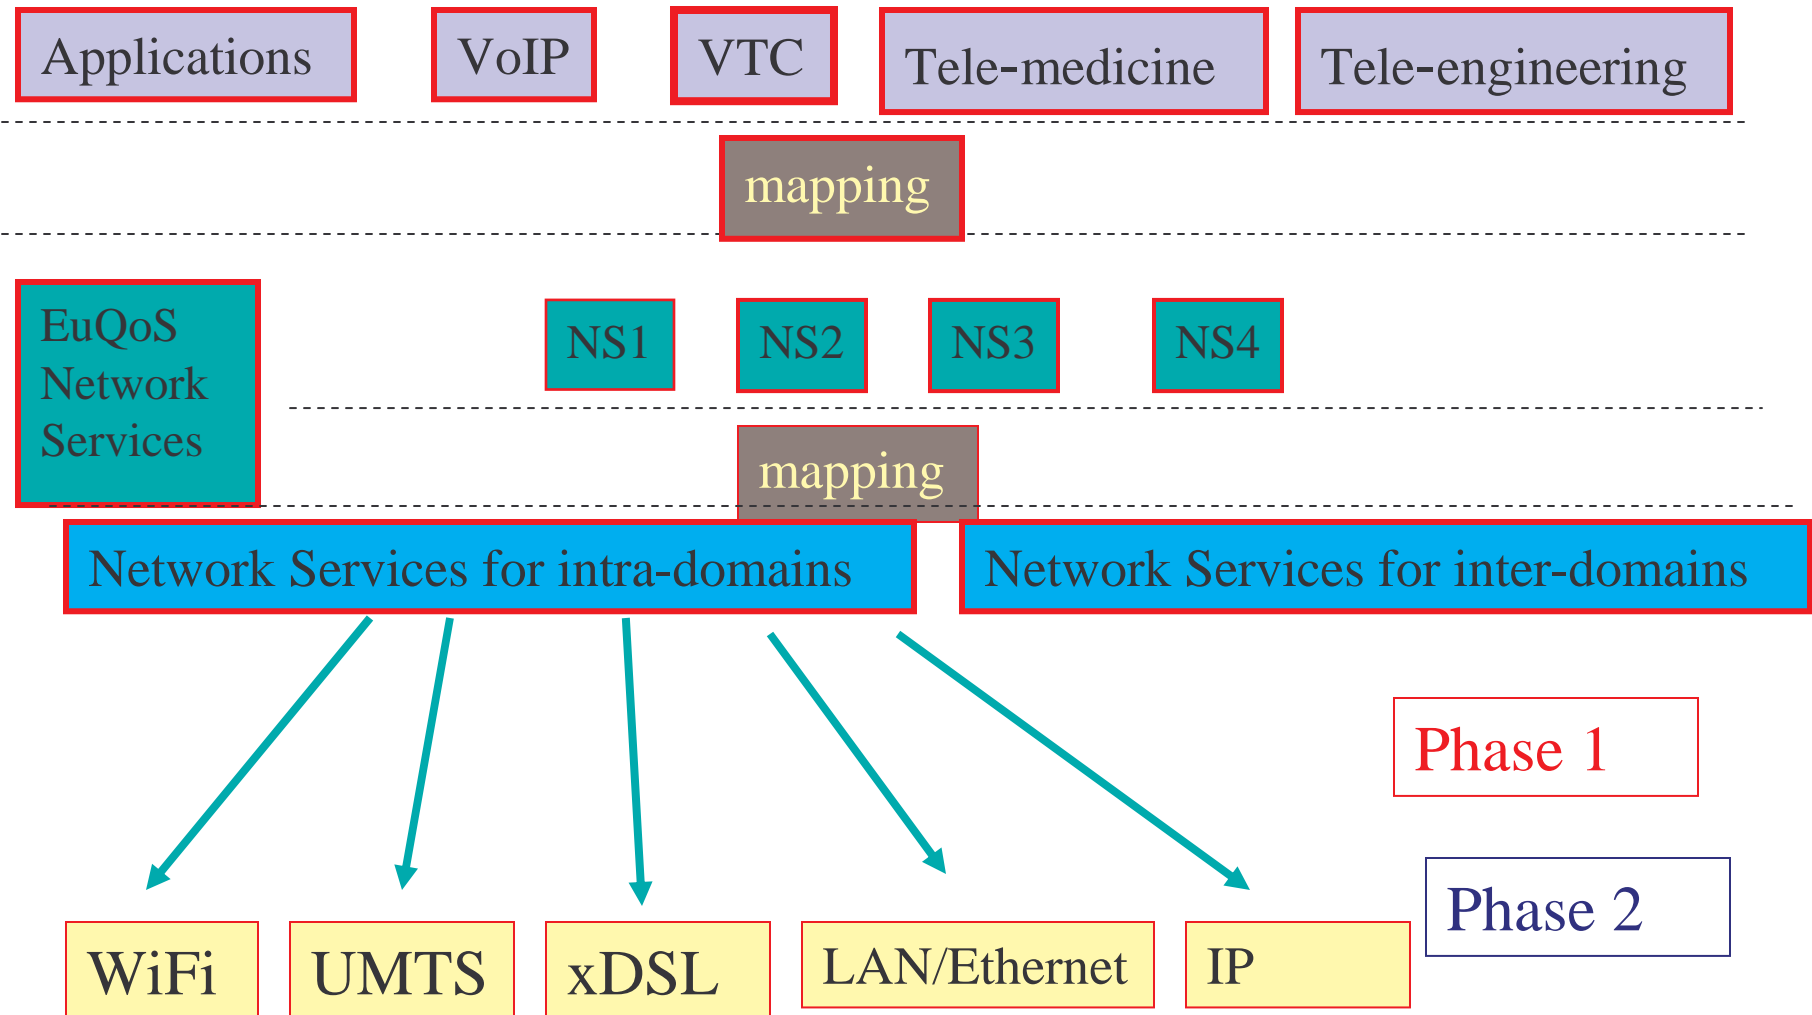 Applications
VoIP
VTC
Tele-medicine
Tele-engineering
mapping
EuQoS
Network
Services
NS1
NS2
NS3
NS4
mapping
Network Services for intra-domains
Network Services for inter-domains
Phase 1
Phase 2
WiFi
UMTS
xDSL
LAN/Ethernet
IP